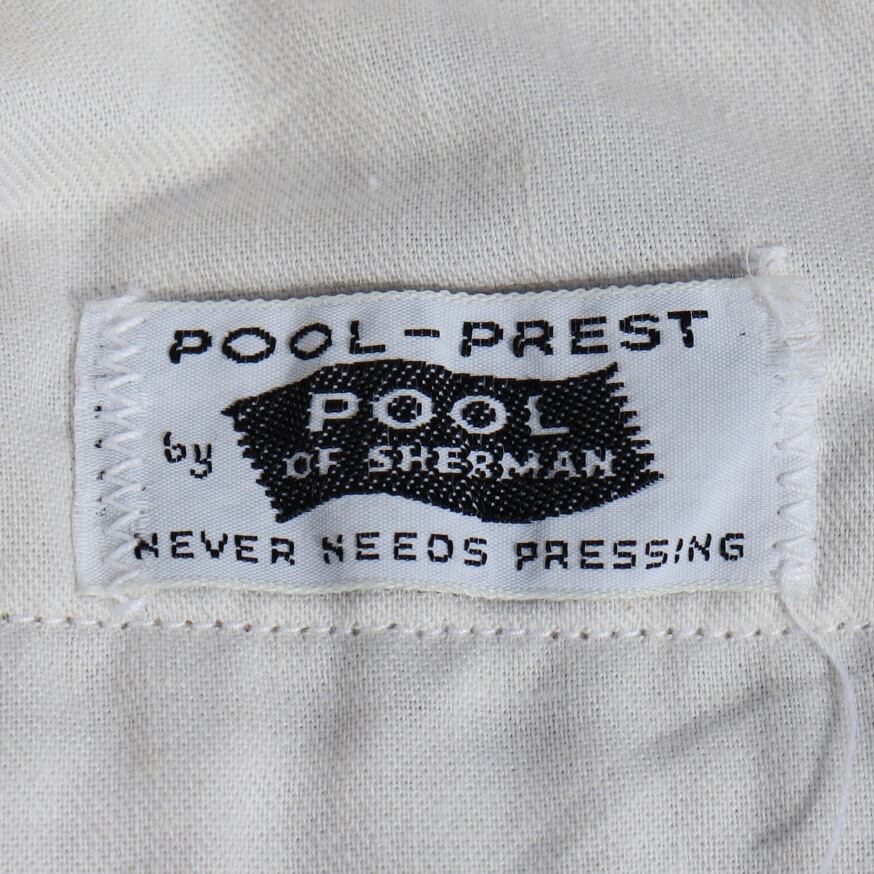 POOL-PREST
by POOL
OF SHERMAN
NEVER NEEDS PRESSING